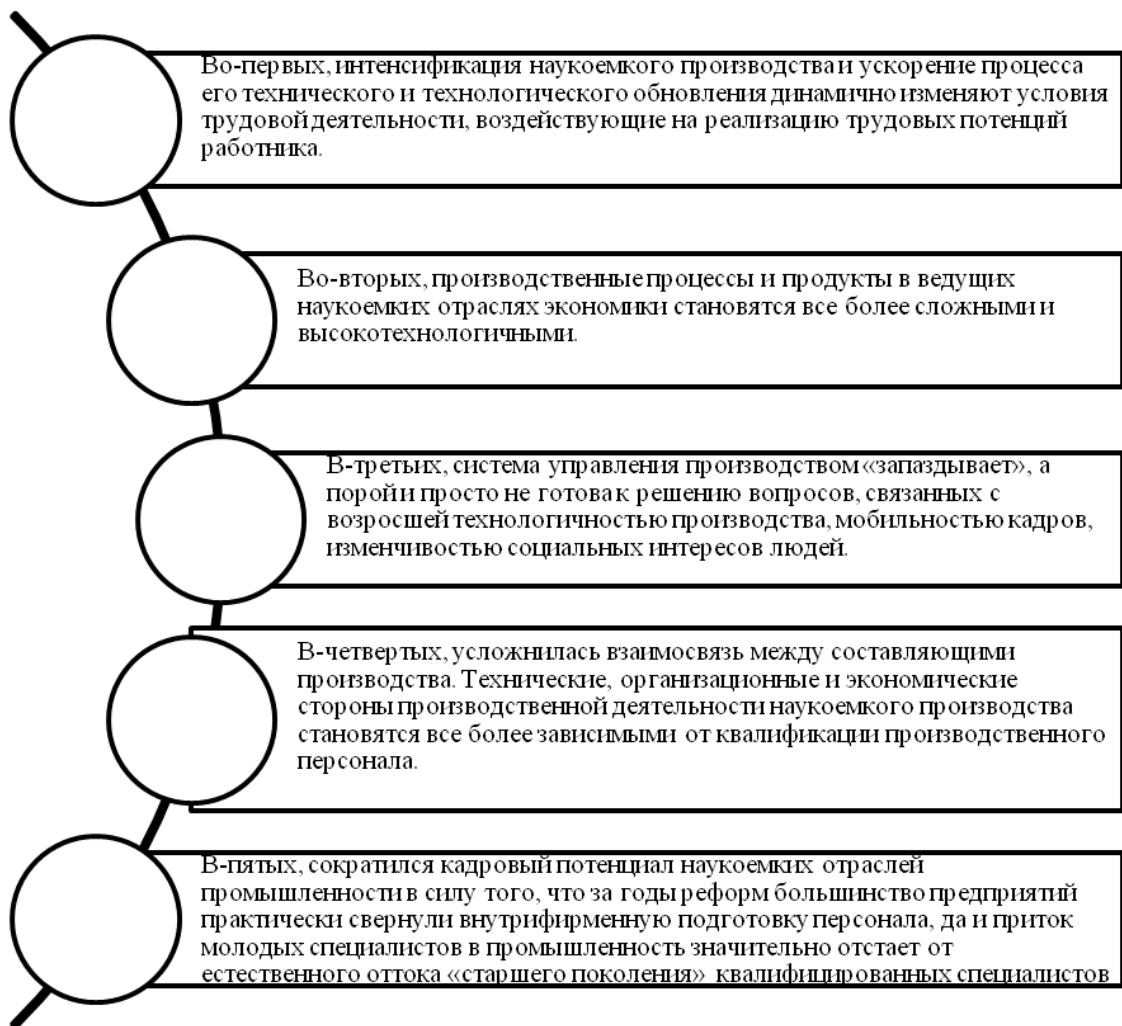 Во-первых, интенсификация наукоемкого производства и ускорение процесса
его технического и технологического обновления динамично изменяют условия
трудовой деятельности, воздействующие на реализацию трудовых потенций
работника.
Во-вторых, производственные процессы и продукты в ведущих
наукоемких отраслях экономики становятся все более сложными и
высокотехнологичными.
В-третьих, система управления производством «запаздывает», а
порой и просто не готова к решению вопросов, связанных с
возросшей технологичностью производства, мобильностью кадров,
изменчивостью социальных интересов людей.
В-четвертых, усложнилась взаимосвязь между составляющими
производства. Технические, организационные и экономические
стороны производственной деятельности наукоемкого производства
становятся все более зависимыми от квалификации производственного
персонала.
В-пятых, сократился кадровый потенциал наукоемких отраслей
промышленности в силу того, что за годы реформ большинство предприятий
практически свернули внутрифирменную подготовку персонала, да и приток
молодых специалистов в промышленность значительно отстает от
естественного оттока «старшего поколения» квалифицированных специалистов